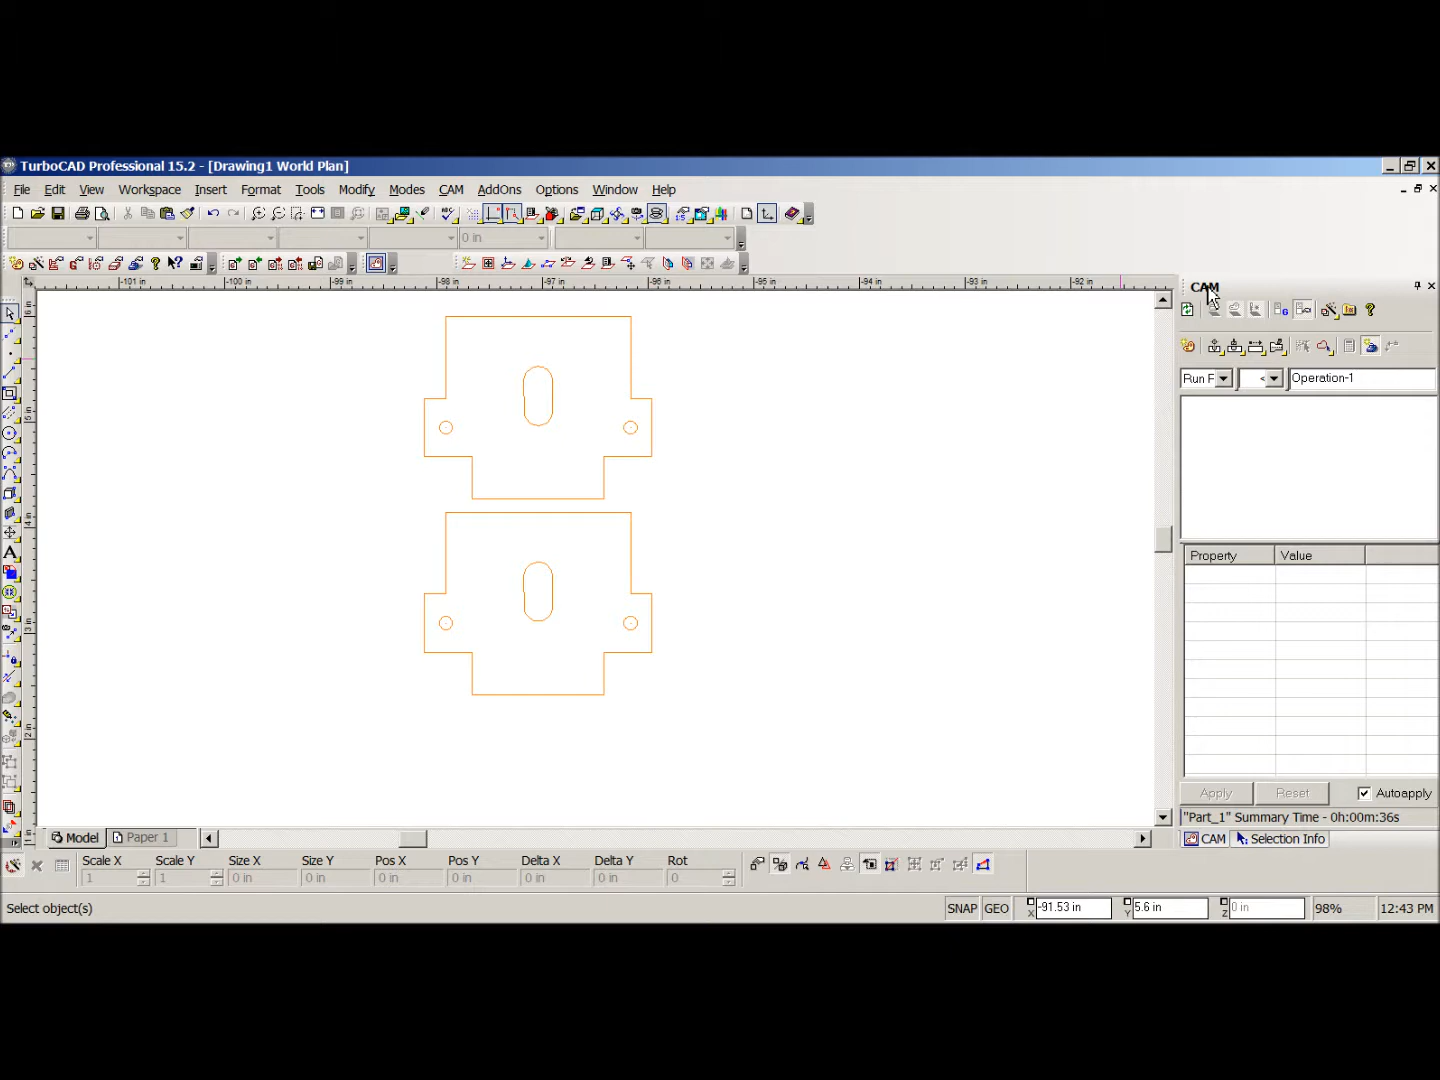 TurboCAD Professional 15.2 - [Drawing1 World Plan]
File Edit View Workspace Insert Format Tools Modify Modes CAM AddOns Options Window Help
0 in
-101 in -100 in -99 in -98 in -97 in -96 in -95 in -94 in -93 in -92 in
CAM
Run F < Operation-1
Property Value
Apply Reset Autoapply
"Part_1" Summary Time - 0h:00m:36s
CAM Selection Info
Model Paper 1
Scale X Scale Y Size X Size Y Pos X Pos Y Delta X Delta Y Rot
1 1 0 in 0 in 0 in 0 in 0 in 0 in 0
Select object(s) SNAP GEO X -91.53 in Y 5.6 in Z 0 in 98% 12:43 PM